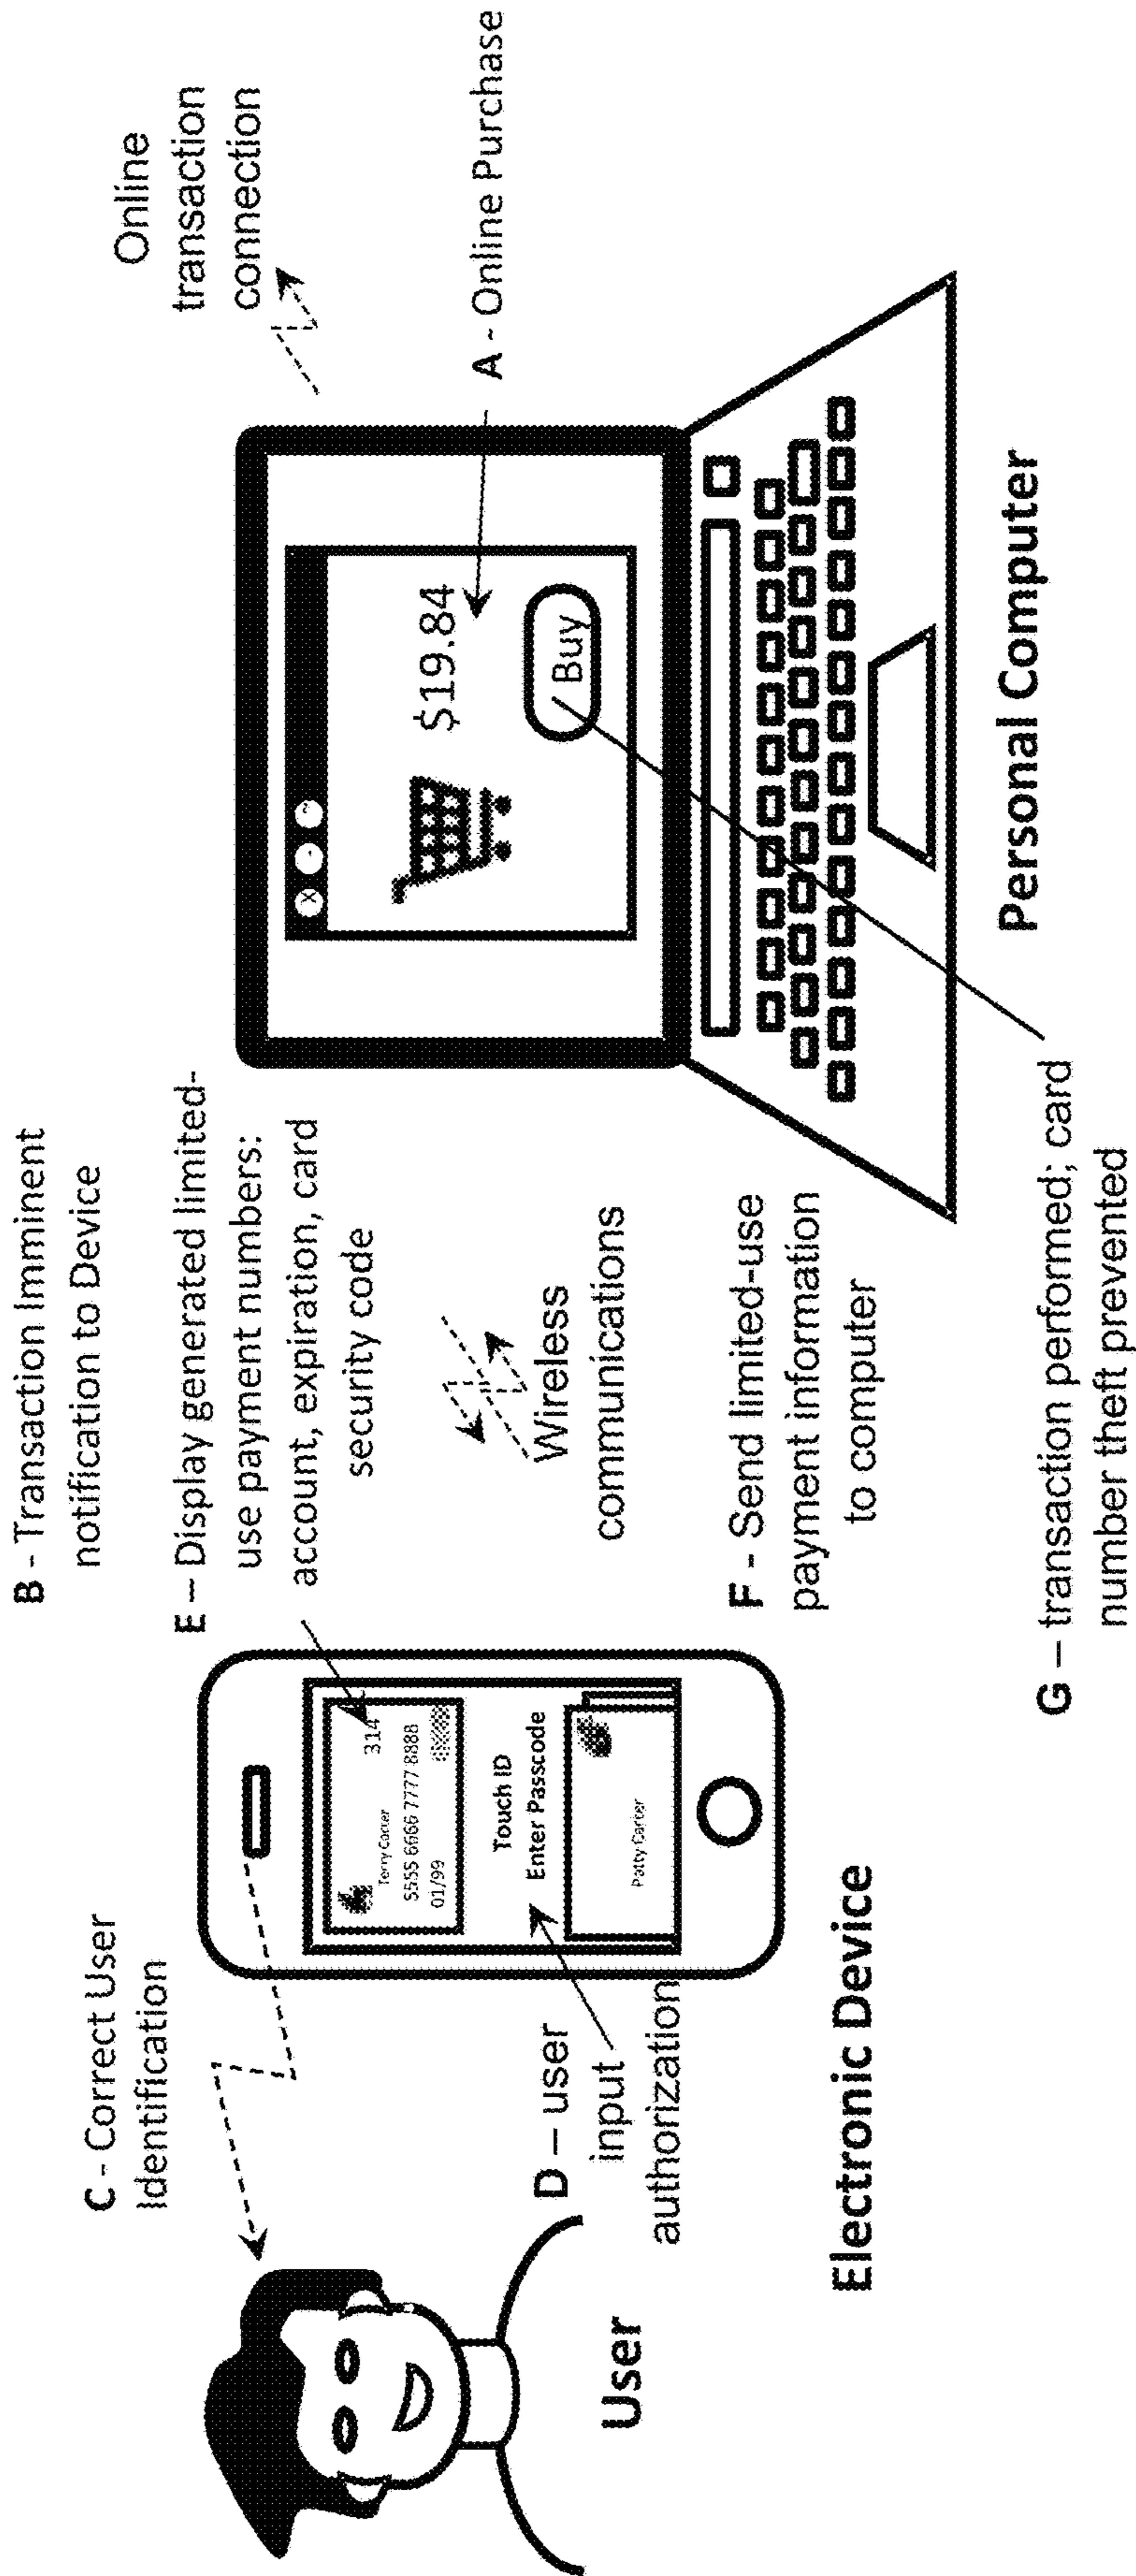 B - Transaction Imminent
notification to Device
Online
transaction
connection
C - Correct User
Identification
E – Display generated limited-
use payment numbers:
account, expiration, card
security code
A - Online Purchase
X - ~
$19.84
Buy
314
Terry Carter
5555 6666 7777 8888
01/99
Touch ID
Enter Passcode
Patty Carter
Wireless
communications
D – user
input
authorization
F - Send limited-use
payment information
to computer
User
Electronic Device
Personal Computer
G – transaction performed; card
number theft prevented